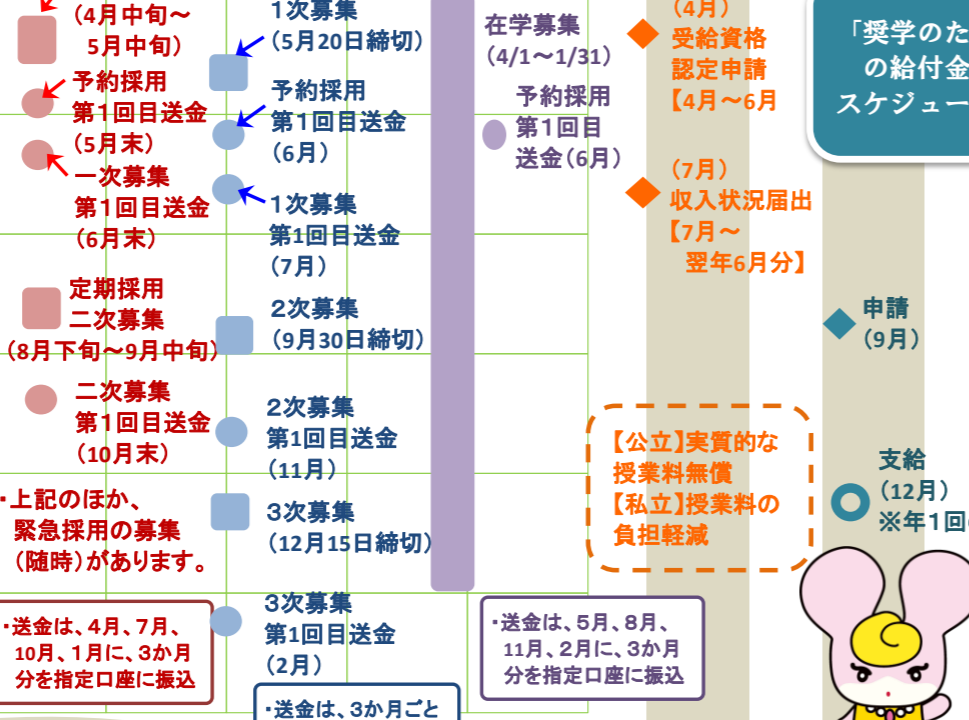 (4月中旬~
5月中旬)
予約採用
第1回目送金
(5月末)
一次募集
第1回目送金
(6月末)
定期採用
二次募集
(8月下旬~9月中旬)
二次募集
第1回目送金
(10月末)
・上記のほか、
緊急採用の募集
(随時)があります。
・送金は、4月、7月、
10月、1月に、3か月
分を指定口座に振込
1次募集
(5月20日締切)
予約採用
第1回目送金
(6月)
1次募集
第1回目送金
(7月)
2次募集
(9月30日締切)
2次募集
第1回目送金
(11月)
3次募集
(12月15日締切)
3次募集
第1回目送金
(2月)
・送金は、3か月ごと
在学募集
(4/1~1/31)
予約採用
第1回目
送金(6月)
・送金は、5月、8月、
11月、2月に、3か月
分を指定口座に振込
(4月)
受給資格
認定申請
【4月~6月
(7月)
収入状況届出
【7月~
翌年6月分】
【公立】実質的な
授業料無償
【私立】授業料の
負担軽減
「奨学のた
の給付金
スケジュー
申請
(9月)
支給
(12月)
※年1回